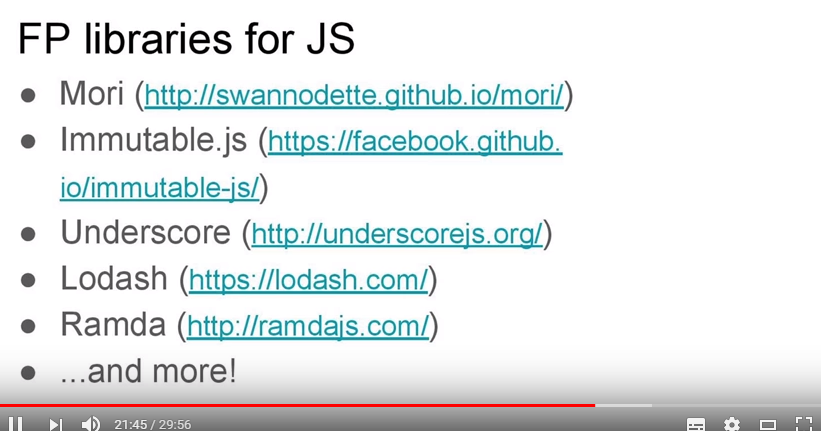 FP libraries for JS
● Mori (http://swannodette.github.io/mori/)
● Immutable.js (https://facebook.github.
io/immutable-js/)
● Underscore (http://underscorejs.org/)
● Lodash (https://lodash.com/)
● Ramda (http://ramdajs.com/)
● ...and more!
21:45 / 29:56